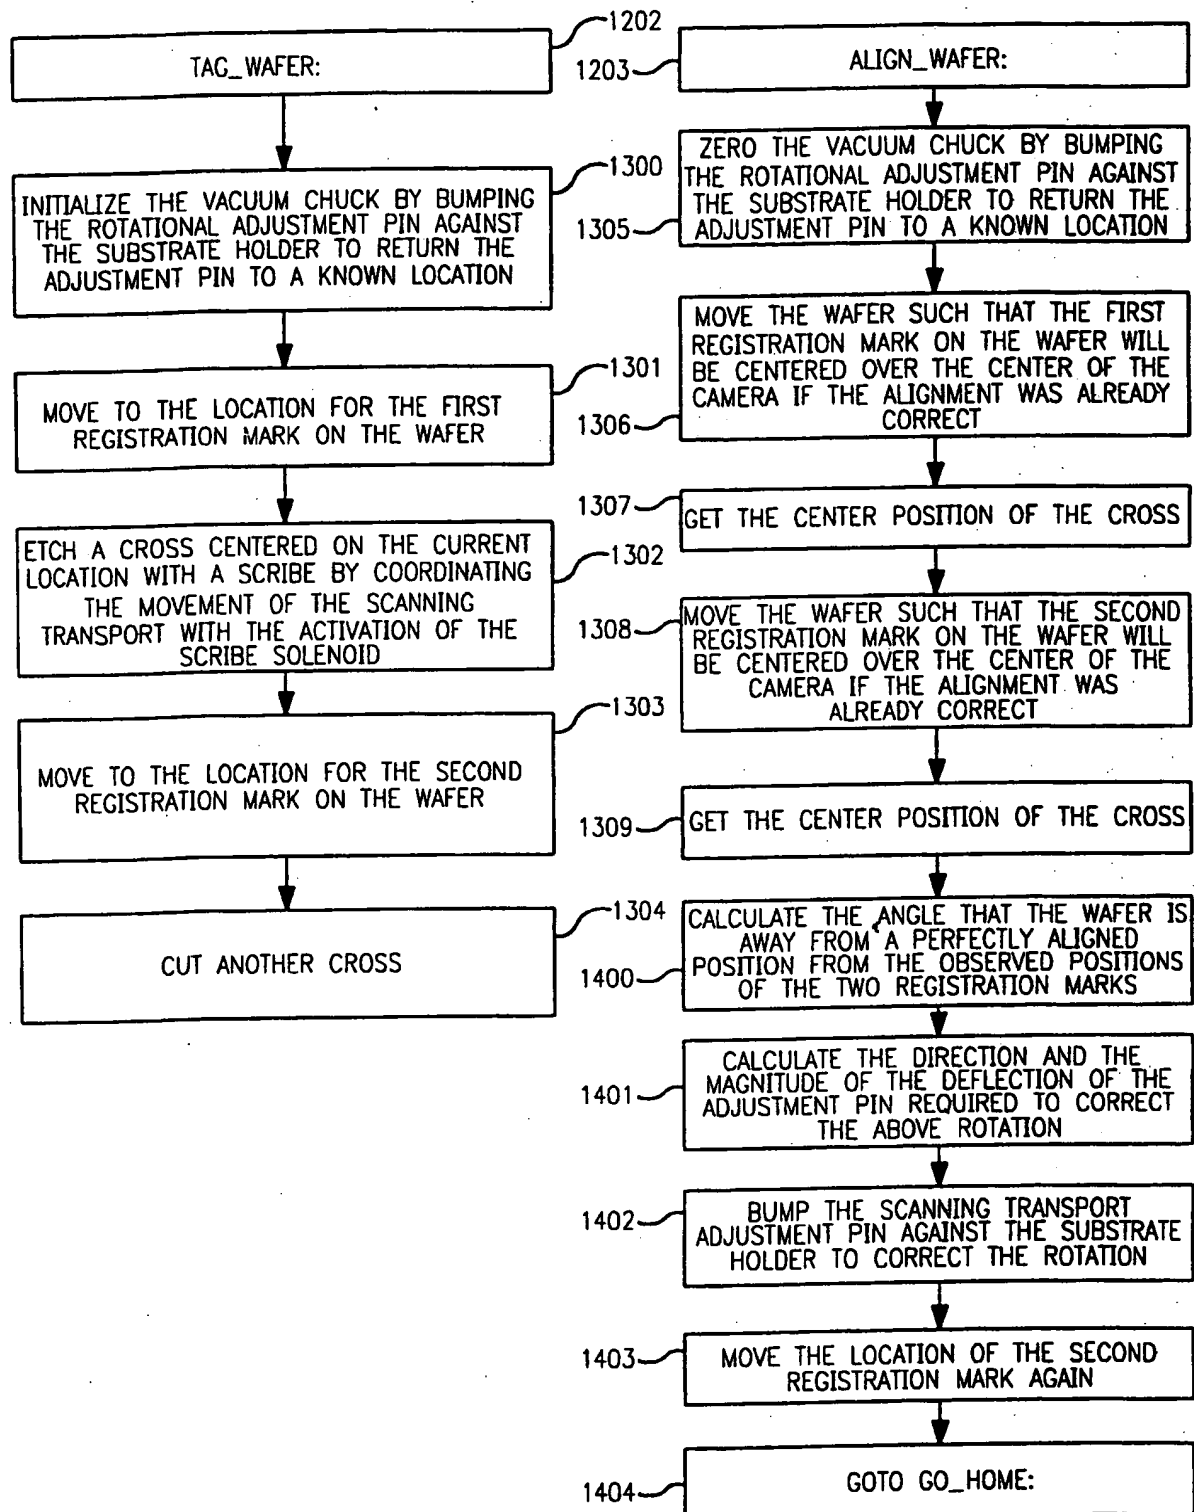 1202
TAG_WAFER:
1300
INITIALIZE THE VACUUM CHUCK BY BUMPING
THE ROTATIONAL ADJUSTMENT PIN AGAINST
THE SUBSTRATE HOLDER TO RETURN THE
ADJUSTMENT PIN TO A KNOWN LOCATION
1301
MOVE TO THE LOCATION FOR THE FIRST
REGISTRATION MARK ON THE WAFER
1302
ETCH A CROSS CENTERED ON THE CURRENT
LOCATION WITH A SCRIBE BY COORDINATING
THE MOVEMENT OF THE SCANNING
TRANSPORT WITH THE ACTIVATION OF THE
SCRIBE SOLENOID
1303
MOVE TO THE LOCATION FOR THE SECOND
REGISTRATION MARK ON THE WAFER
1304
CUT ANOTHER CROSS
1203
ALIGN_WAFER:
1305
ZERO THE VACUUM CHUCK BY BUMPING
THE ROTATIONAL ADJUSTMENT PIN AGAINST
THE SUBSTRATE HOLDER TO RETURN THE
ADJUSTMENT PIN TO A KNOWN LOCATION
1306
MOVE THE WAFER SUCH THAT THE FIRST
REGISTRATION MARK ON THE WAFER WILL
BE CENTERED OVER THE CENTER OF THE
CAMERA IF THE ALIGNMENT WAS ALREADY
CORRECT
1307
GET THE CENTER POSITION OF THE CROSS
1308
MOVE THE WAFER SUCH THAT THE SECOND
REGISTRATION MARK ON THE WAFER WILL
BE CENTERED OVER THE CENTER OF THE
CAMERA IF THE ALIGNMENT WAS
ALREADY CORRECT
1309
GET THE CENTER POSITION OF THE CROSS
1400
CALCULATE THE ANGLE THAT THE WAFER IS
AWAY FROM A PERFECTLY ALIGNED
POSITION FROM THE OBSERVED POSITIONS
OF THE TWO REGISTRATION MARKS
1401
CALCULATE THE DIRECTION AND THE
MAGNITUDE OF THE DEFLECTION OF THE
ADJUSTMENT PIN REQUIRED TO CORRECT
THE ABOVE ROTATION
1402
BUMP THE SCANNING TRANSPORT
ADJUSTMENT PIN AGAINST THE SUBSTRATE
HOLDER TO CORRECT THE ROTATION
1403
MOVE THE LOCATION OF THE SECOND
REGISTRATION MARK AGAIN
1404
GOTO GO_HOME: